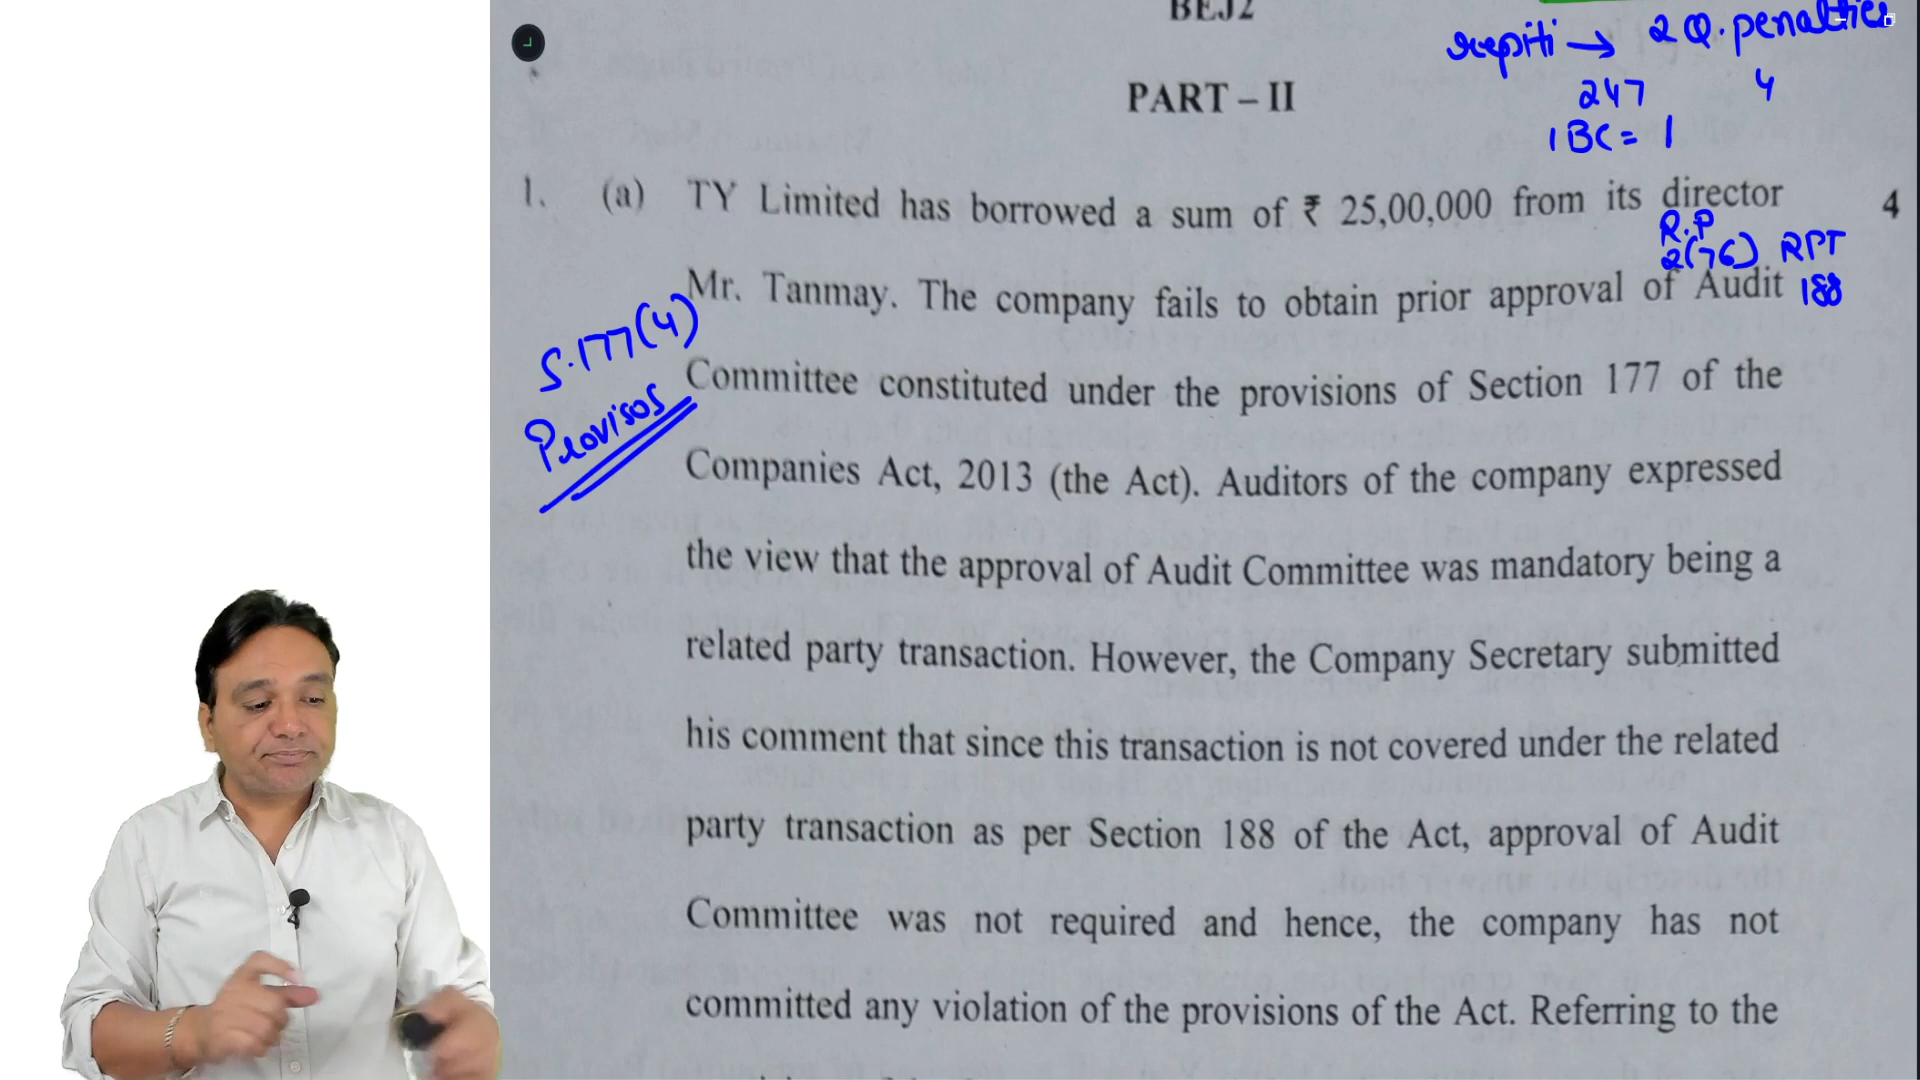 BEJ2
repiti → 2 Q. penalties
247 4
IBC = 1
PART – II
1. (a) TY Limited has borrowed a sum of ₹ 25,00,000 from its director 4
R.P
2(76) RPT
188
Mr. Tanmay. The company fails to obtain prior approval of Audit
S.177(4)
Provisos
Committee constituted under the provisions of Section 177 of the
Companies Act, 2013 (the Act). Auditors of the company expressed
the view that the approval of Audit Committee was mandatory being a
related party transaction. However, the Company Secretary submitted
his comment that since this transaction is not covered under the related
party transaction as per Section 188 of the Act, approval of Audit
Committee was not required and hence, the company has not
committed any violation of the provisions of the Act. Referring to the